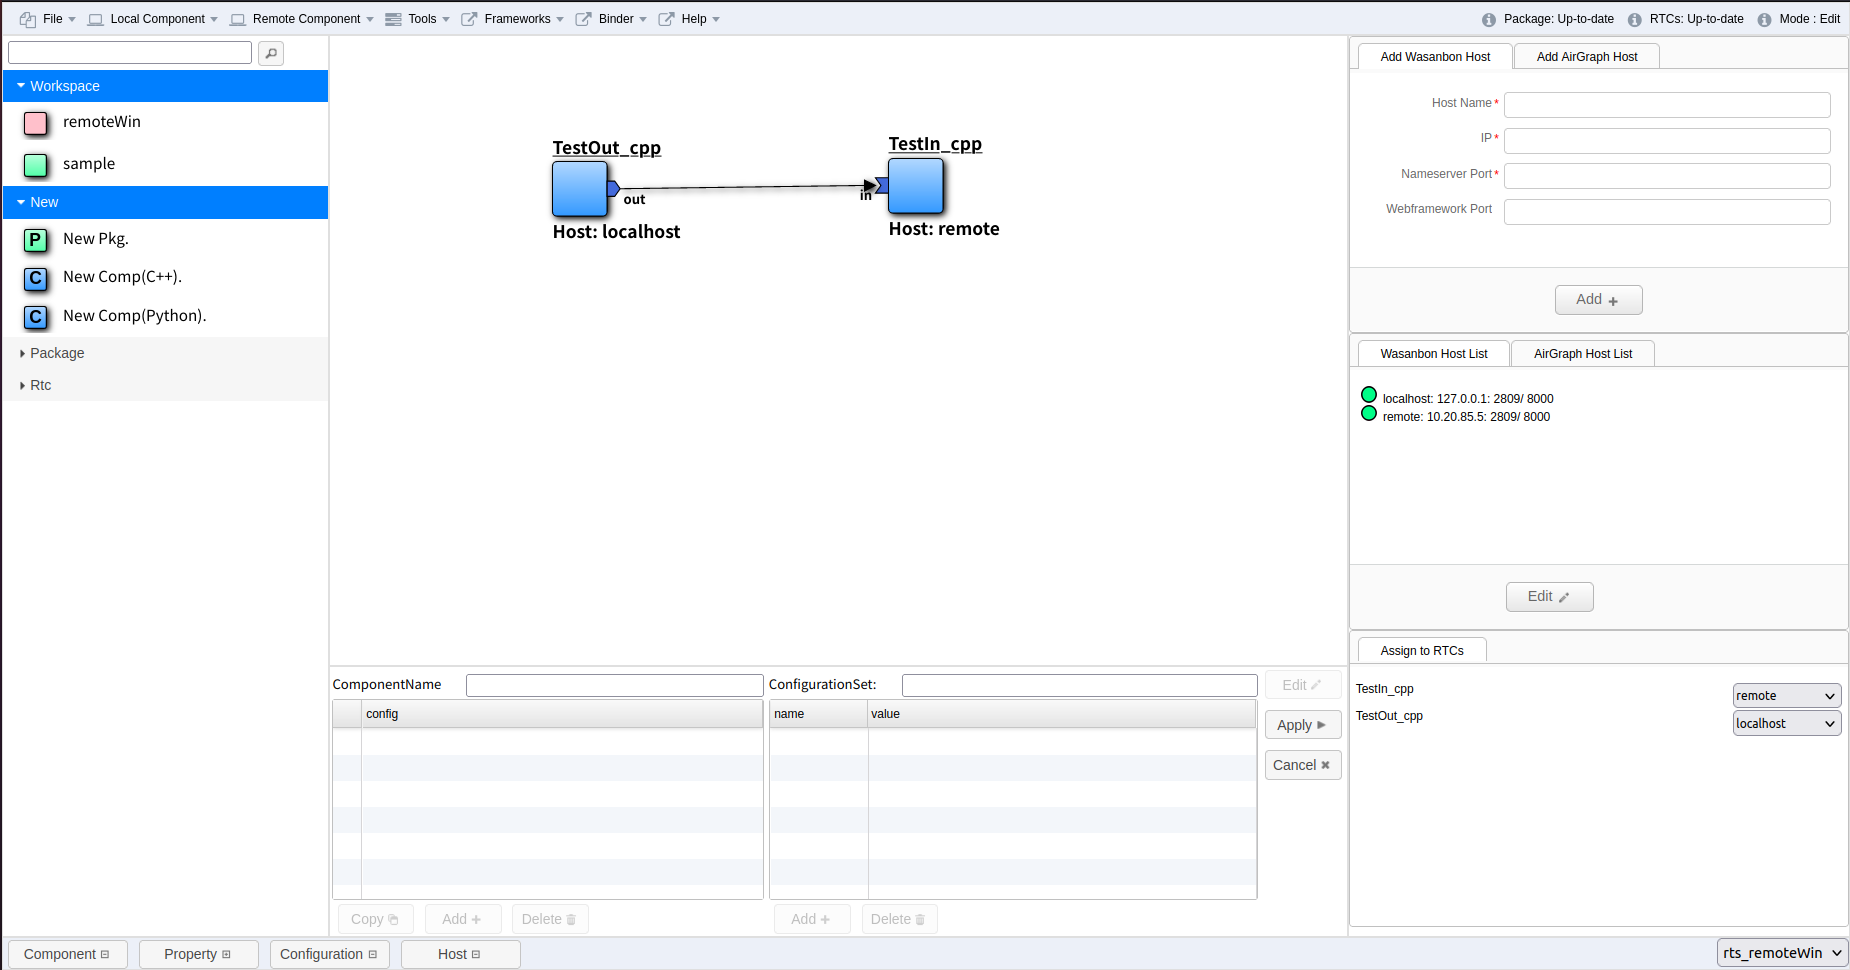 File Local Component Remote Component Tools Frameworks Binder Help Package: Up-to-date RTCs: Up-to-date Mode : Edit
Workspace
remoteWin
sample
New
P New Pkg.
C New Comp(C++).
C New Comp(Python).
Package
Rtc
TestOut_cpp
out
Host: localhost
TestIn_cpp
in
Host: remote
ComponentName
config
Copy Add Delete
ConfigurationSet:
name value
Add Delete
Edit
Apply
Cancel
Add Wasanbon Host Add AirGraph Host
Host Name*
IP*
Nameserver Port*
Webframework Port
Add
Wasanbon Host List AirGraph Host List
localhost: 127.0.0.1: 2809/ 8000
remote: 10.20.85.5: 2809/ 8000
Edit
Assign to RTCs
TestIn_cpp remote
TestOut_cpp localhost
Component Property Configuration Host rts_remoteWin